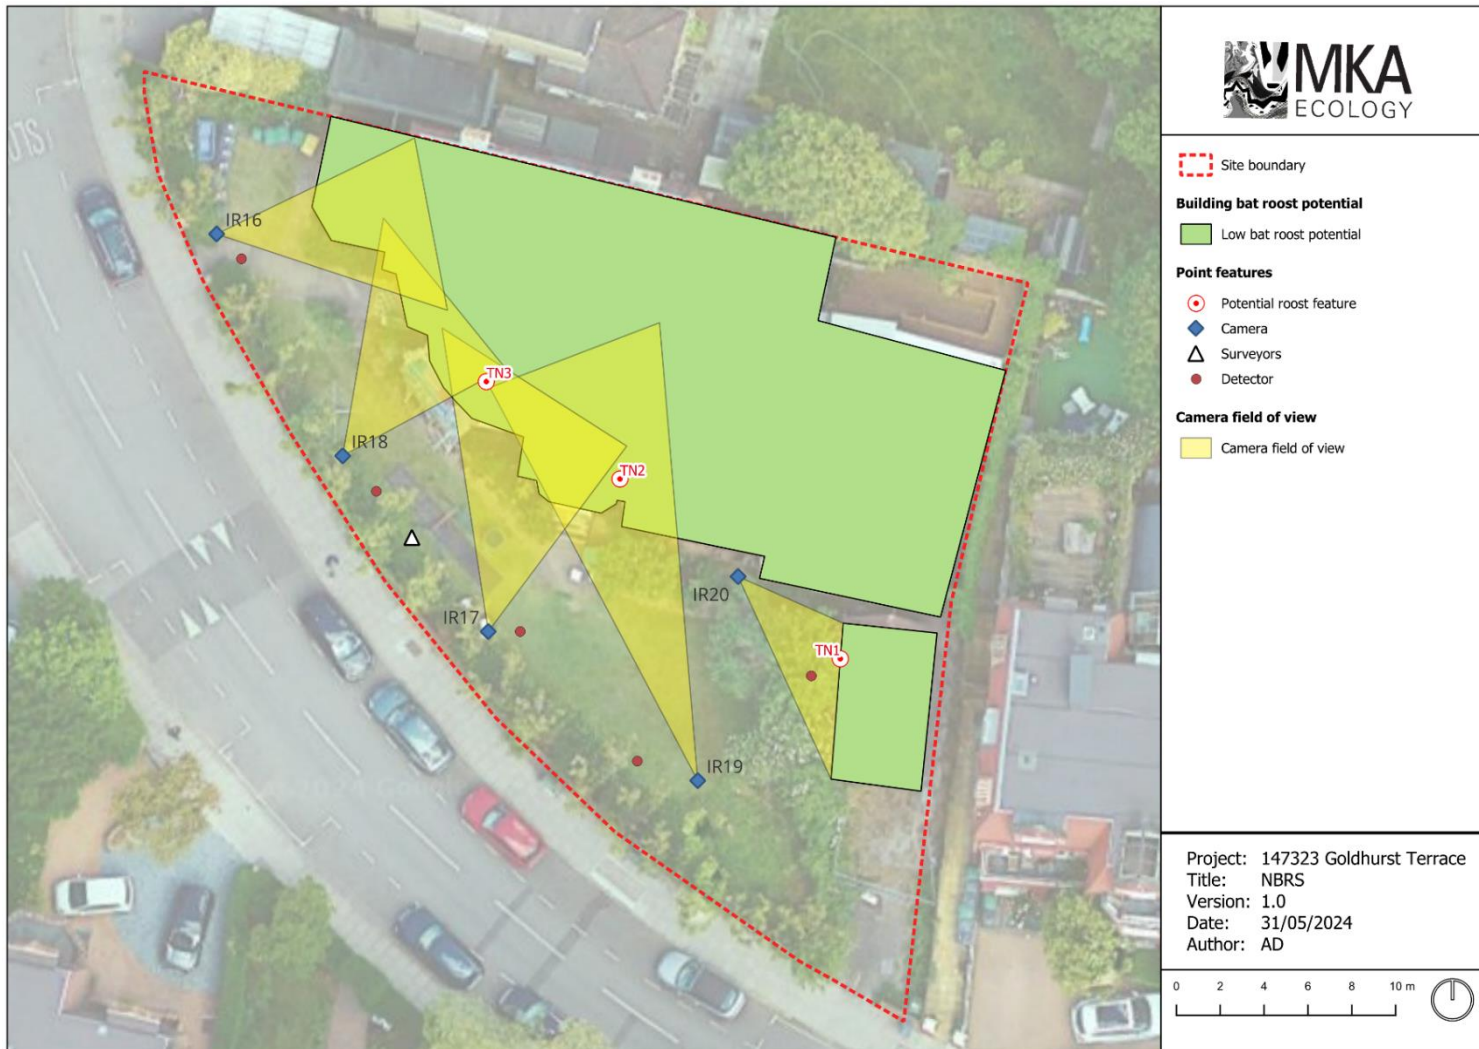 MKA
ECOLOGY
Site boundary
Building bat roost potential
Low bat roost potential
Point features
Potential roost feature
Camera
Surveyors
Detector
Camera field of view
Camera field of view
Project: 147323 Goldhurst Terrace
Title: NBRS
Version: 1.0
Date: 31/05/2024
Author: AD
0 2 4 6 8 10 m
IR16
TN3
IR18
TN2
IR20
IR17
TN1
IR19